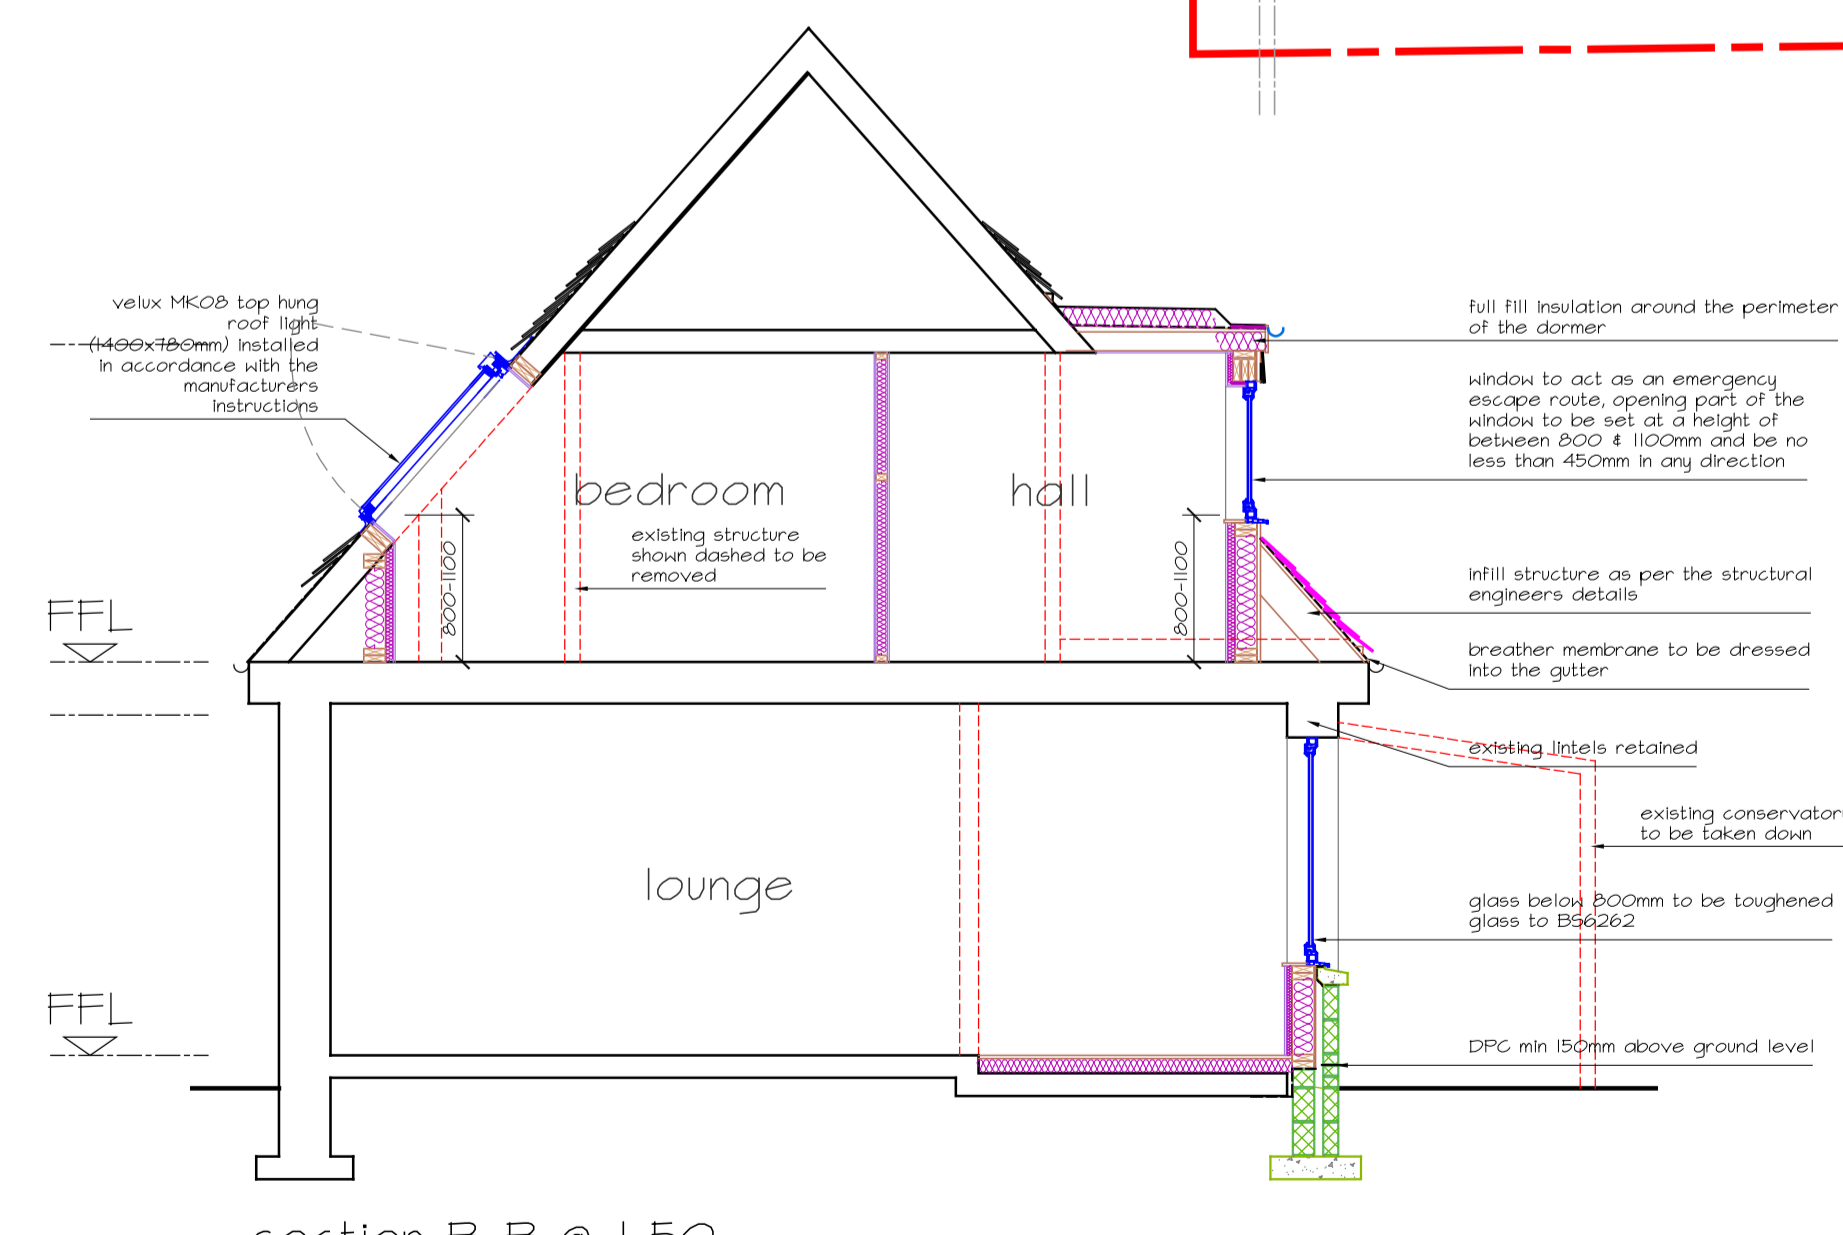 velux MK08 top hung
roof light
(1400x780mm) installed
in accordance with the
manufacturers
instructions
full fill insulation around the perimeter
of the dormer
window to act as an emergency
escape route, opening part of the
window to be set at a height of
between 800 & 1100mm and be no
less than 450mm in any direction
bedroom
hall
existing structure
shown dashed to be
removed
800-1100
800-1100
infill structure as per the structural
engineers details
FFL
breather membrane to be dressed
into the gutter
existing lintels retained
existing conservator
to be taken down
lounge
glass below 800mm to be toughened
glass to BS6262
FFL
DPC min 150mm above ground level
section B-B @ 1:50